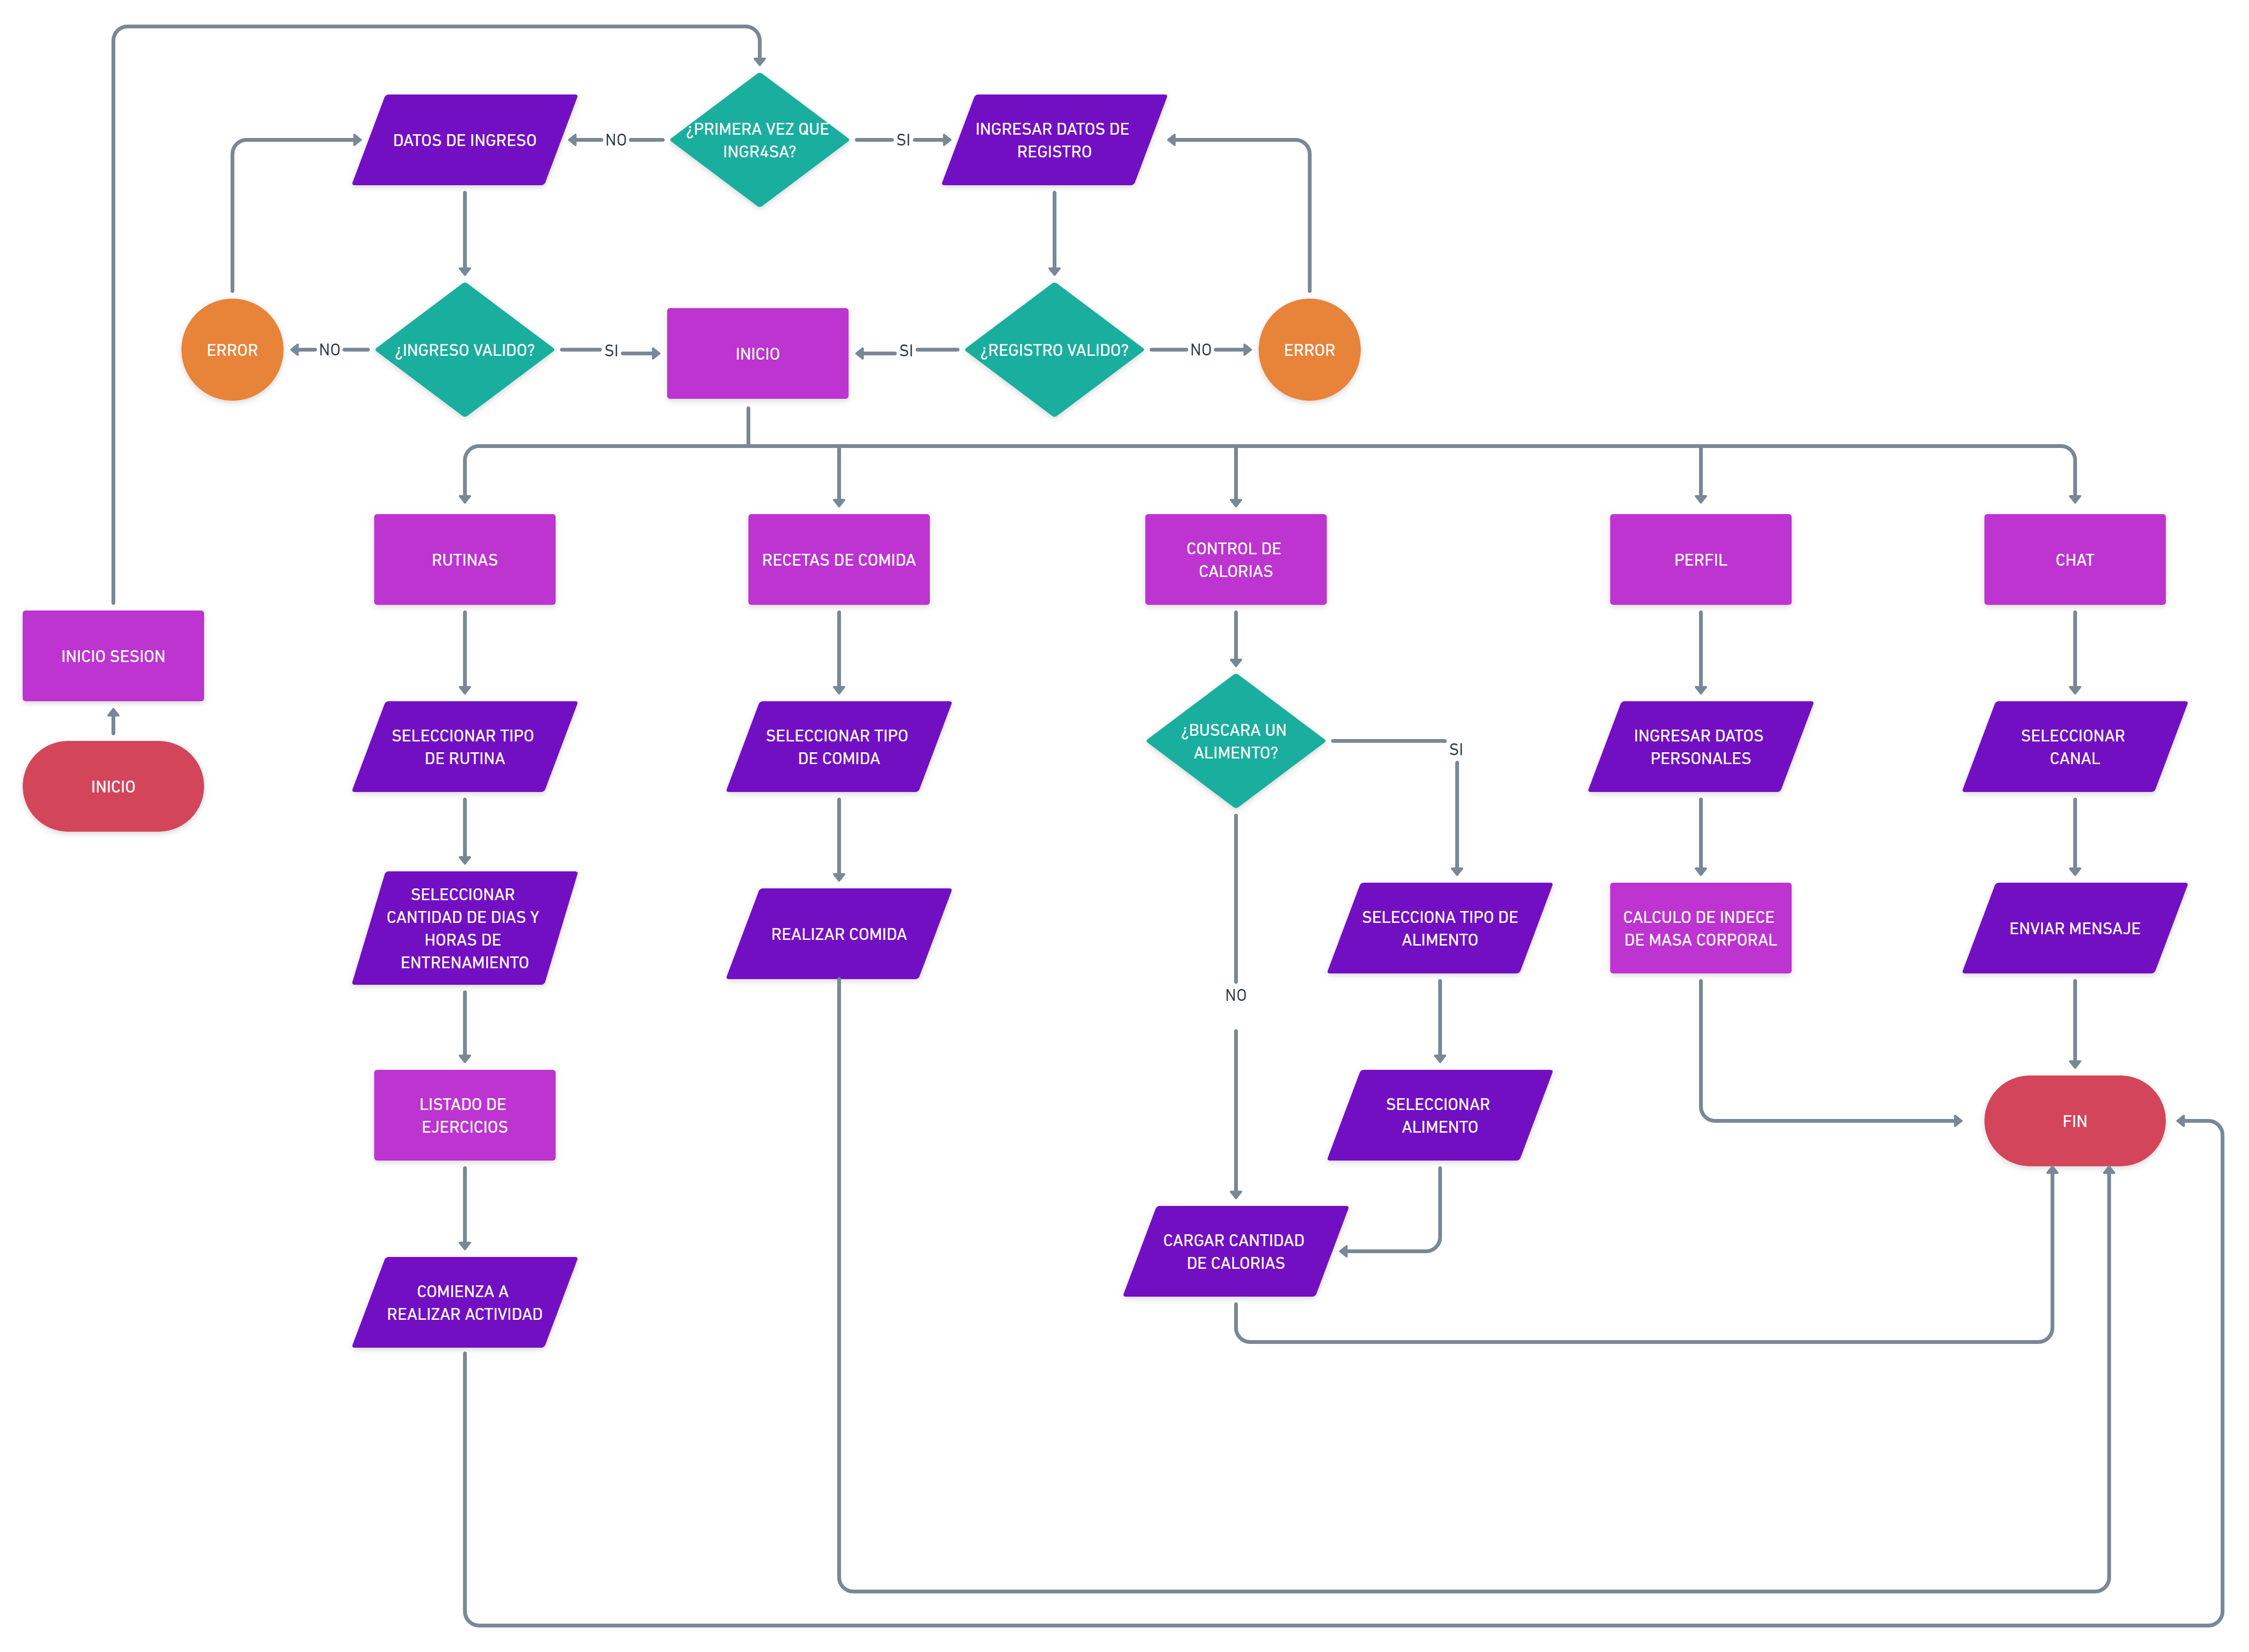 ¿PRIMERA VEZ QUE
INGR4SA?
DATOS DE INGRESO
NO
SI
INGRESAR DATOS DE
REGISTRO
ERROR
NO
¿INGRESO VALIDO?
SI
INICIO
SI
¿REGISTRO VALIDO?
NO
ERROR
RUTINAS
RECETAS DE COMIDA
CONTROL DE
CALORIAS
PERFIL
CHAT
INICIO SESION
INICIO
SELECCIONAR TIPO
DE RUTINA
SELECCIONAR TIPO
DE COMIDA
¿BUSCARA UN
ALIMENTO?
SI
INGRESAR DATOS
PERSONALES
SELECCIONAR
CANAL
SELECCIONAR
CANTIDAD DE DIAS Y
HORAS DE
ENTRENAMIENTO
REALIZAR COMIDA
NO
SELECCIONA TIPO DE
ALIMENTO
CALCULO DE INDECE
DE MASA CORPORAL
ENVIAR MENSAJE
LISTADO DE
EJERCICIOS
SELECCIONAR
ALIMENTO
FIN
CARGAR CANTIDAD
DE CALORIAS
COMIENZA A
REALIZAR ACTIVIDAD